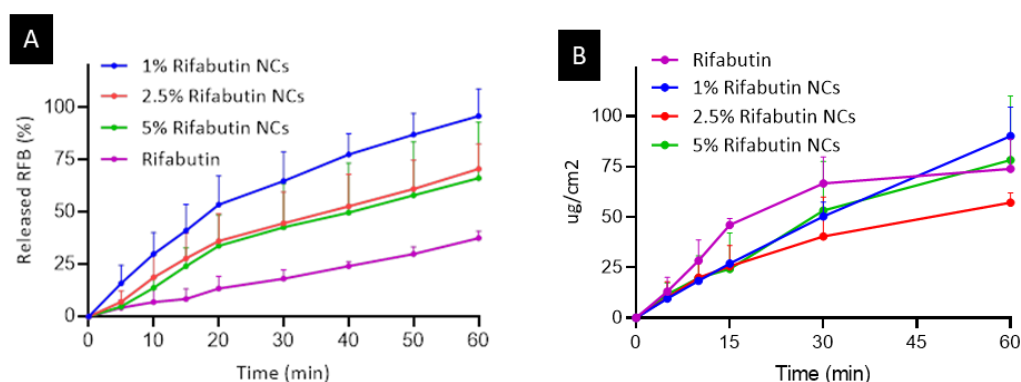 A
1% Rifabutin NCs
2.5% Rifabutin NCs
5% Rifabutin NCs
Rifabutin
Released RFB (%)
100
75
50
25
0
0 10 20 30 40 50 60
Time (min)
B
Rifabutin
1% Rifabutin NCs
2.5% Rifabutin NCs
5% Rifabutin NCs
ug/cm2
100
75
50
25
0
0 15 30 45 60
Time (min)